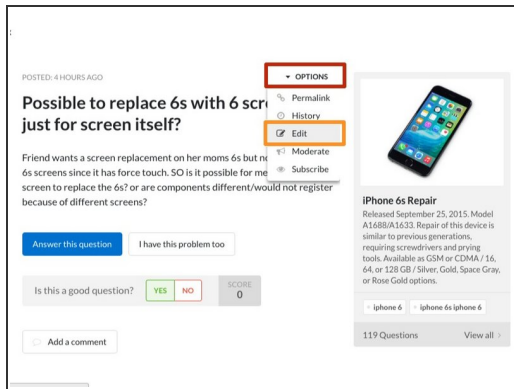 POSTED: 4 HOURS AGO
OPTIONS
Permalink
History
Edit
Moderate
Subscribe
Possible to replace 6s with 6 scre
just for screen itself?
Friend wants a screen replacement on her moms 6s but no
6s screens since it has force touch. SO is it possible for me
screen to replace the 6s? or are components different/would not register
because of different screens?
Answer this question
I have this problem too
Is this a good question?
YES
NO
SCORE
0
Add a comment
iPhone 6s Repair
Released September 25, 2015. Model
A1688/A1633. Repair of this device is
similar to previous generations,
requiring screwdrivers and prying
tools. Available as GSM or CDMA / 16,
64, or 128 GB / Silver, Gold, Space Gray,
or Rose Gold options.
iphone 6
iphone 6s iphone 6
119 Questions
View all >